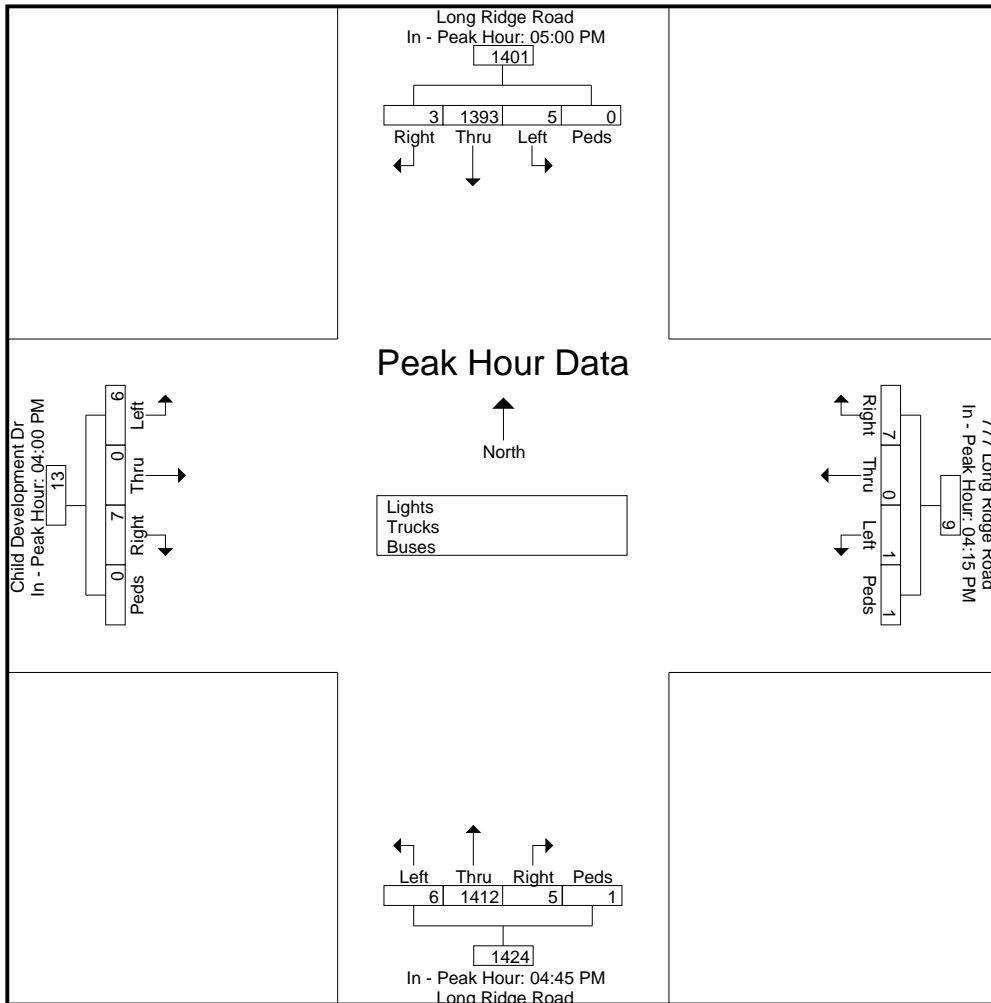 Long Ridge Road
In - Peak Hour: 05:00 PM
1401
3 1393 5 0
Right Thru Left Peds
Peak Hour Data
North
Lights
Trucks
Buses
Child Development Dr
In - Peak Hour: 04:00 PM
13
6 0 7 0
Left Thru Right Peds
777 Long Ridge Road
In - Peak Hour: 04:15 PM
9
7 0 1 1
Right Thru Left Peds
Left Thru Right Peds
6 1412 5 1
1424
In - Peak Hour: 04:45 PM
Long Ridge Road